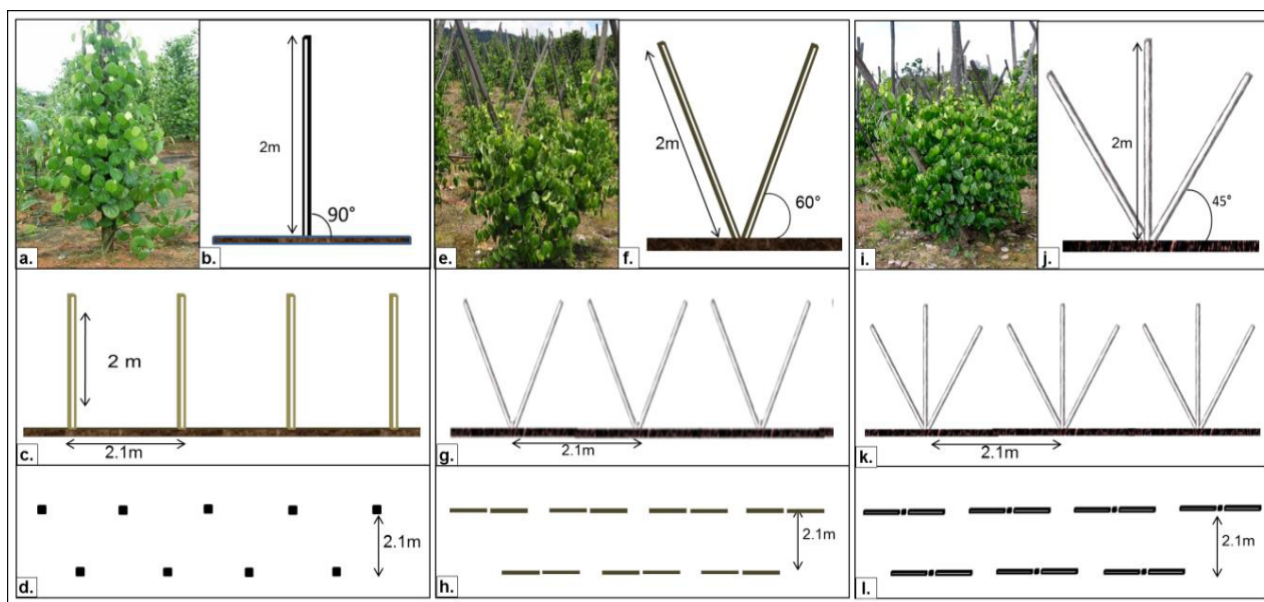 2m
90°
a.
b.
2m
60°
e.
f.
2m
45°
i.
j.
2 m
2.1m
c.
2.1m
g.
2.1m
k.
2.1m
d.
2.1m
h.
2.1m
l.